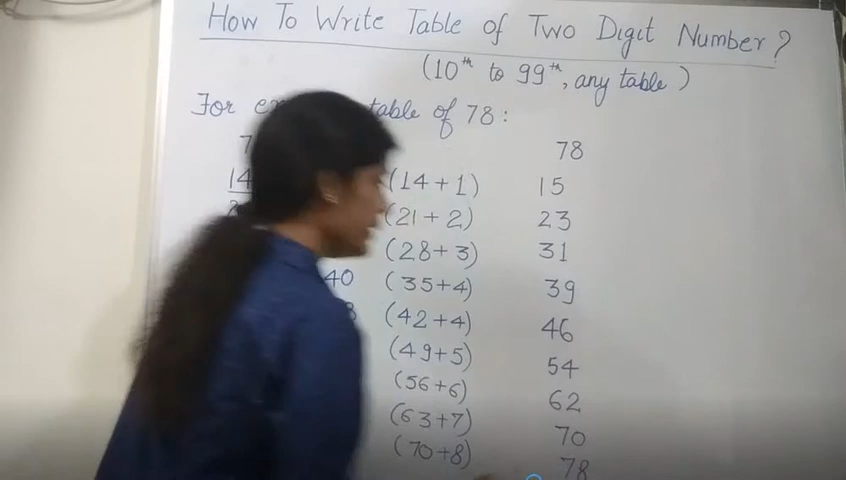 How To Write Table of Two Digit Number?
(10th to 99th, any table)
For table of 78:
7 78
14 (14+1) 15
(21+2) 23
(28+3) 31
40 (35+4) 39
8 (42+4) 46
(49+5) 54
(56+6) 62
(63+7) 70
(70+8) 78